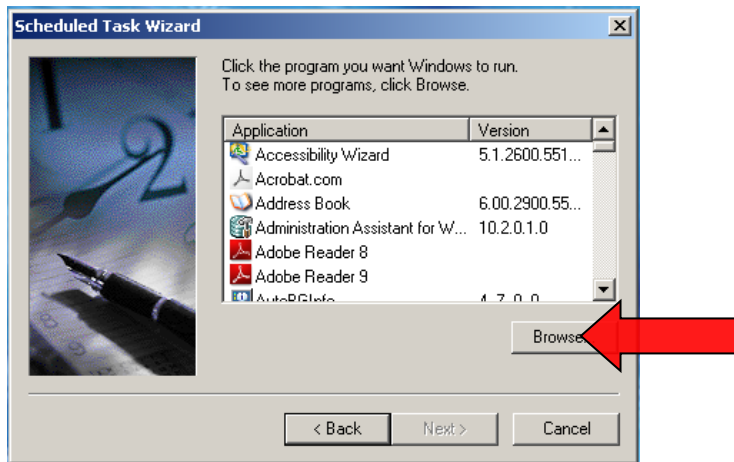 Scheduled Task Wizard
Click the program you want Windows to run.
To see more programs, click Browse.
Application Version
Accessibility Wizard 5.1.2600.551...
Acrobat.com
Address Book 6.00.2900.55...
Administration Assistant for W... 10.2.0.1.0
Adobe Reader 8
Adobe Reader 9
Browse
< Back Next > Cancel